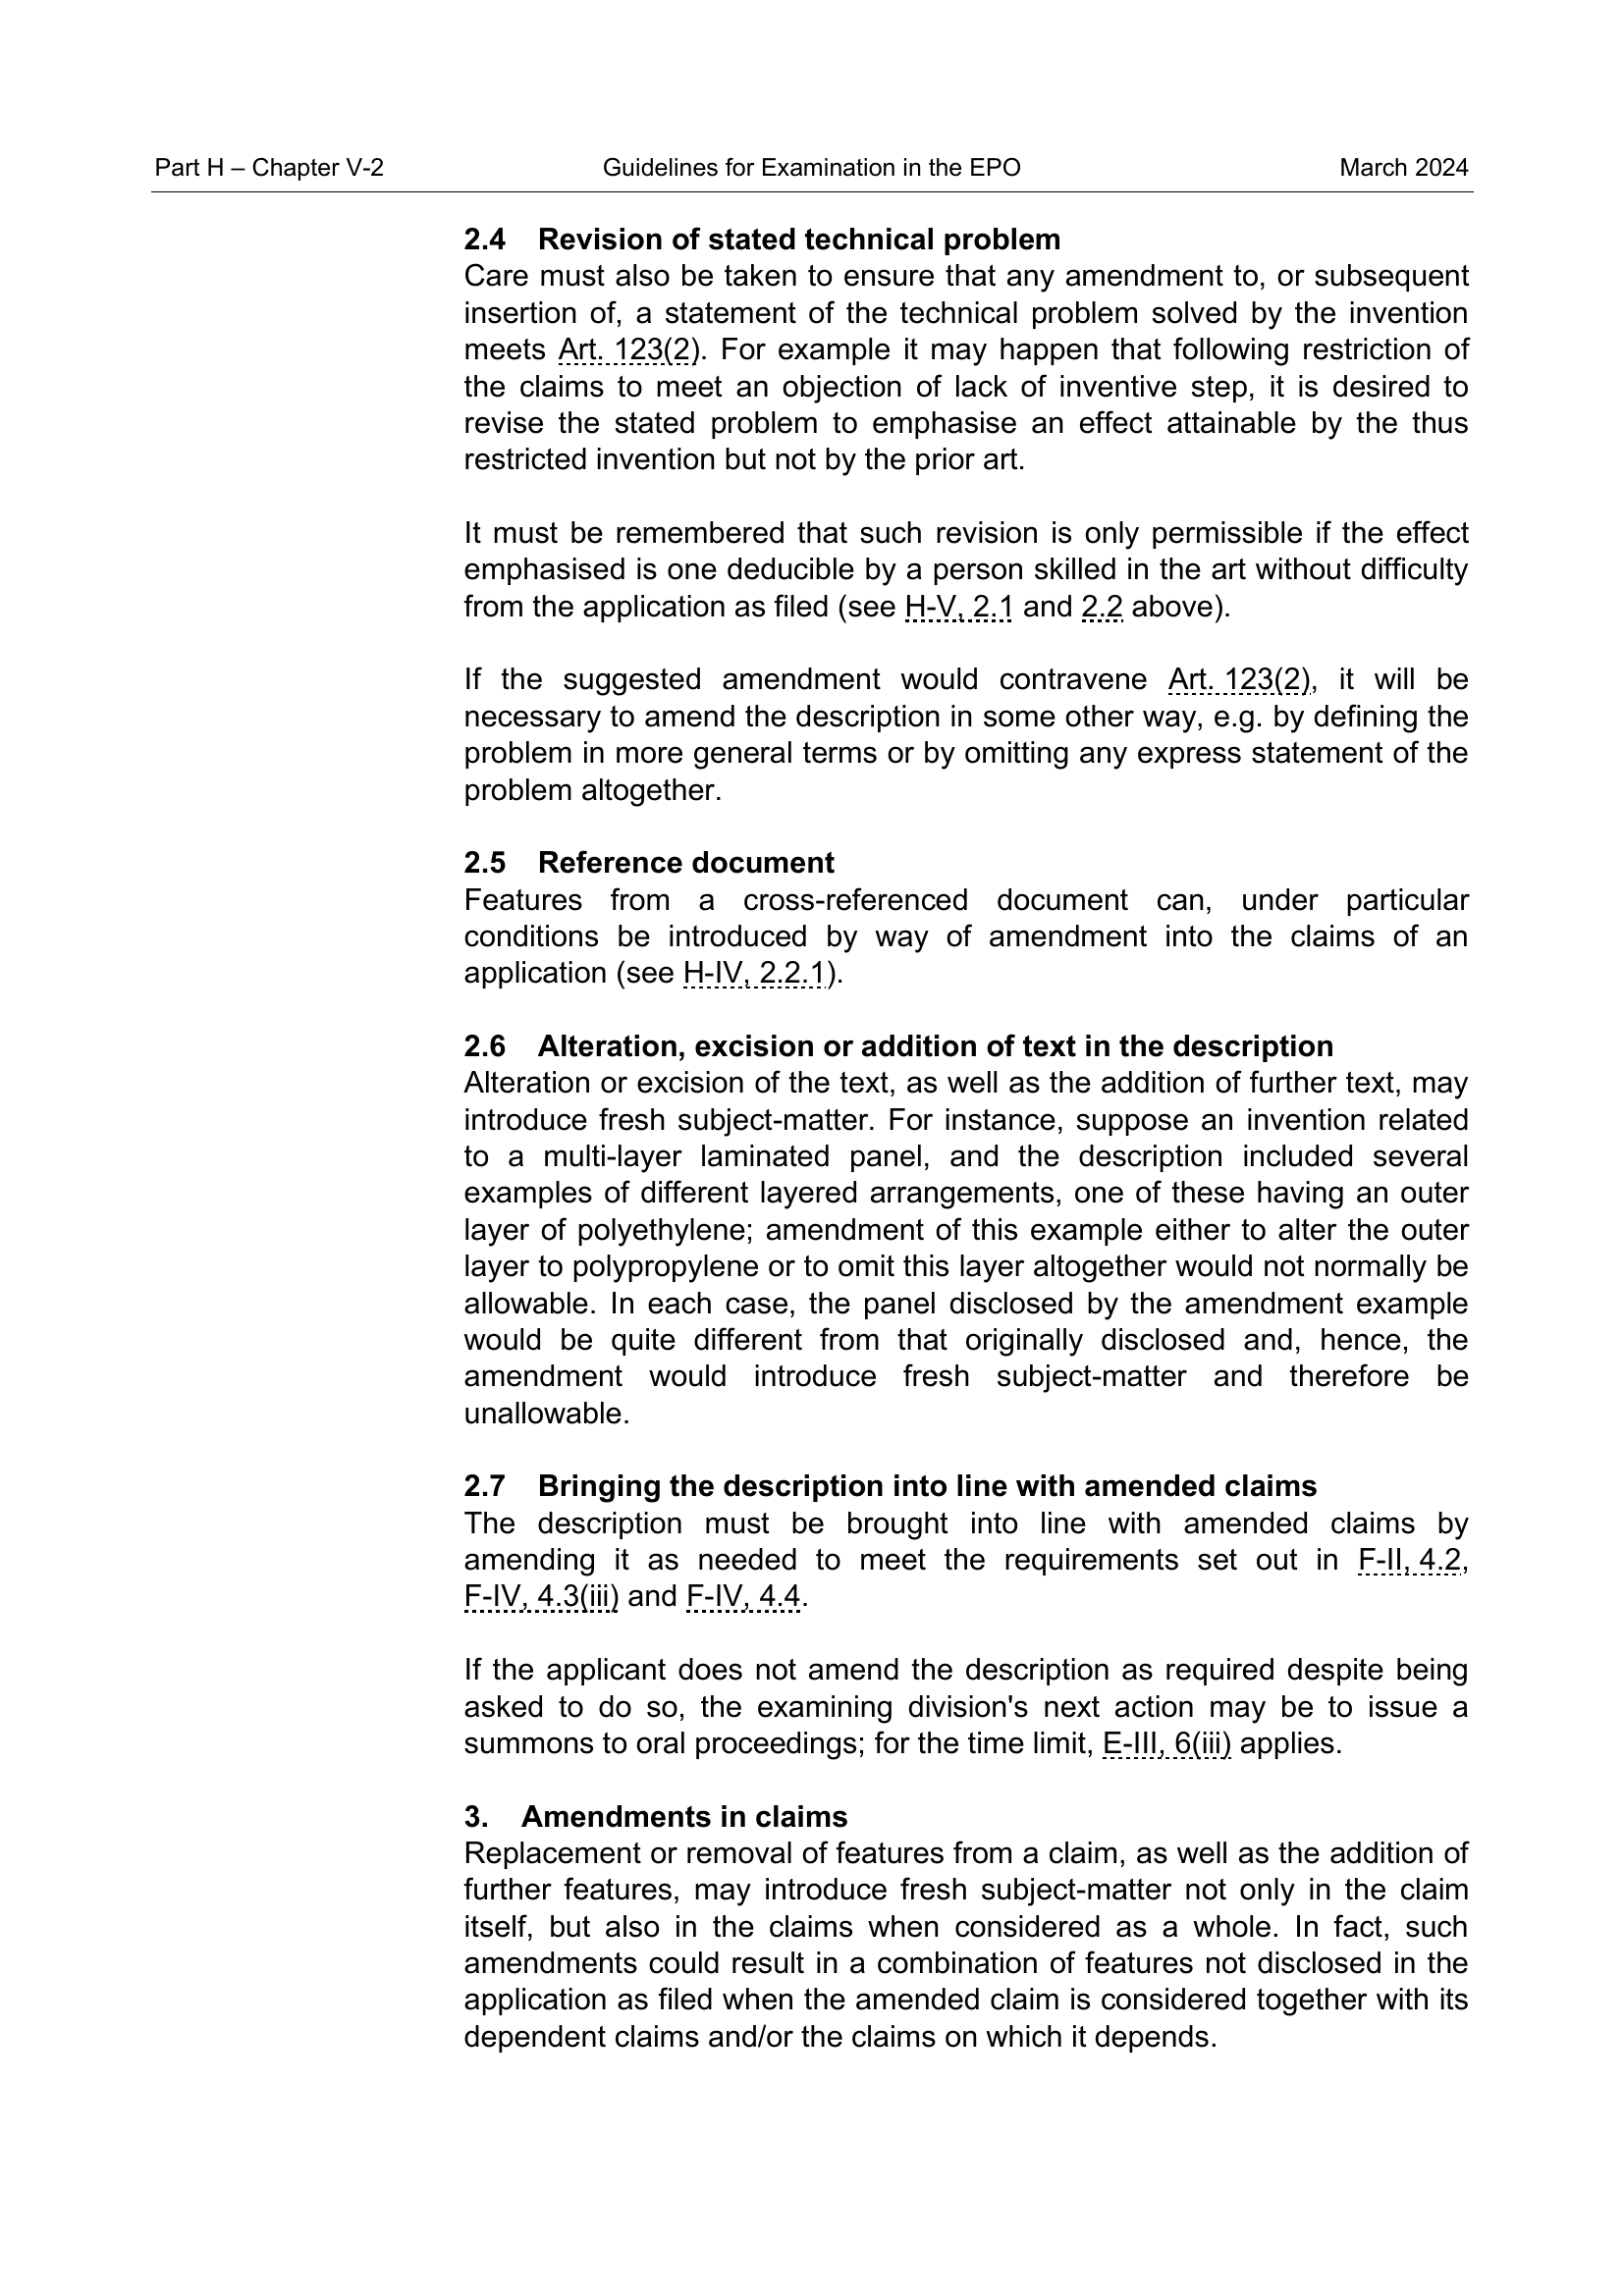 Part H – Chapter V-2 Guidelines for Examination in the EPO March 2024
2.4 Revision of stated technical problem
Care must also be taken to ensure that any amendment to, or subsequent
insertion of, a statement of the technical problem solved by the invention
meets Art. 123(2). For example it may happen that following restriction of
the claims to meet an objection of lack of inventive step, it is desired to
revise the stated problem to emphasise an effect attainable by the thus
restricted invention but not by the prior art.
It must be remembered that such revision is only permissible if the effect
emphasised is one deducible by a person skilled in the art without difficulty
from the application as filed (see H-V, 2.1 and 2.2 above).
If the suggested amendment would contravene Art. 123(2), it will be
necessary to amend the description in some other way, e.g. by defining the
problem in more general terms or by omitting any express statement of the
problem altogether.
2.5 Reference document
Features from a cross-referenced document can, under particular
conditions be introduced by way of amendment into the claims of an
application (see H-IV, 2.2.1).
2.6 Alteration, excision or addition of text in the description
Alteration or excision of the text, as well as the addition of further text, may
introduce fresh subject-matter. For instance, suppose an invention related
to a multi-layer laminated panel, and the description included several
examples of different layered arrangements, one of these having an outer
layer of polyethylene; amendment of this example either to alter the outer
layer to polypropylene or to omit this layer altogether would not normally be
allowable. In each case, the panel disclosed by the amendment example
would be quite different from that originally disclosed and, hence, the
amendment would introduce fresh subject-matter and therefore be
unallowable.
2.7 Bringing the description into line with amended claims
The description must be brought into line with amended claims by
amending it as needed to meet the requirements set out in F-II, 4.2,
F-IV, 4.3(iii) and F-IV, 4.4.
If the applicant does not amend the description as required despite being
asked to do so, the examining division's next action may be to issue a
summons to oral proceedings; for the time limit, E-III, 6(iii) applies.
3. Amendments in claims
Replacement or removal of features from a claim, as well as the addition of
further features, may introduce fresh subject-matter not only in the claim
itself, but also in the claims when considered as a whole. In fact, such
amendments could result in a combination of features not disclosed in the
application as filed when the amended claim is considered together with its
dependent claims and/or the claims on which it depends.